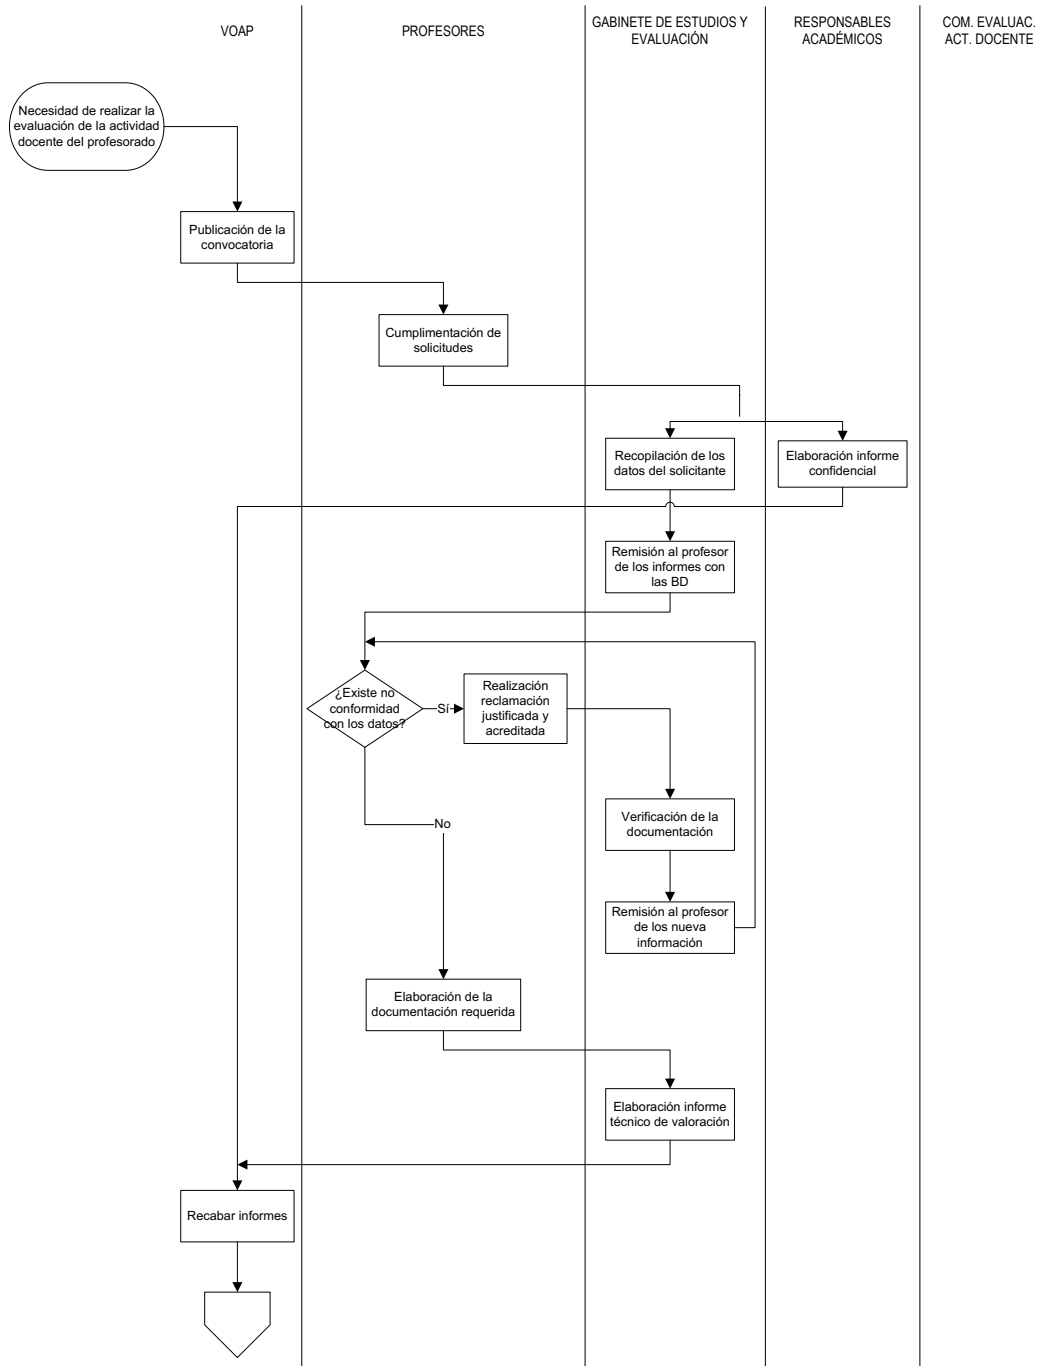 VOAP
PROFESORES
GABINETE DE ESTUDIOS Y
EVALUACIÓN
RESPONSABLES
ACADÉMICOS
COM. EVALUAC.
ACT. DOCENTE
Necesidad de realizar la
evaluación de la actividad
docente del profesorado
Publicación de la
convocatoria
Cumplimentación de
solicitudes
Recopilación de los
datos del solicitante
Elaboración informe
confidencial
Remisión al profesor
de los informes con
las BD
¿Existe no
conformidad
con los datos?
Sí
Realización
reclamación
justificada y
acreditada
Verificación de la
documentación
No
Remisión al profesor
de los nueva
información
Elaboración de la
documentación requerida
Elaboración informe
técnico de valoración
Recabar informes